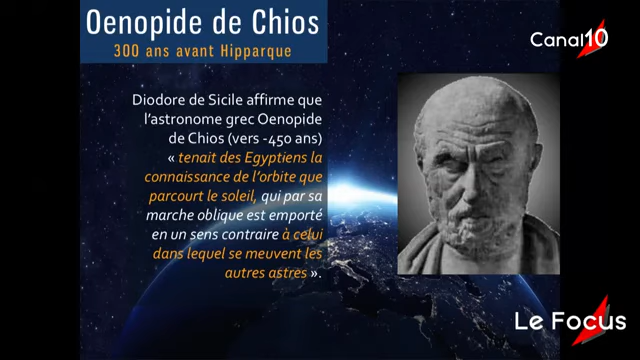 Oenopide de Chios
300 ans avant Hipparque
Canal10
Diodore de Sicile affirme que
l'astronome grec Oenopide
de Chios (vers -450 ans)
« tenait des Egyptiens la
connaissance de l'orbite que
parcourt le soleil, qui par sa
marche oblique est emporté
en un sens contraire à celui
dans lequel se meuvent les
autres astres ».
Le Focus